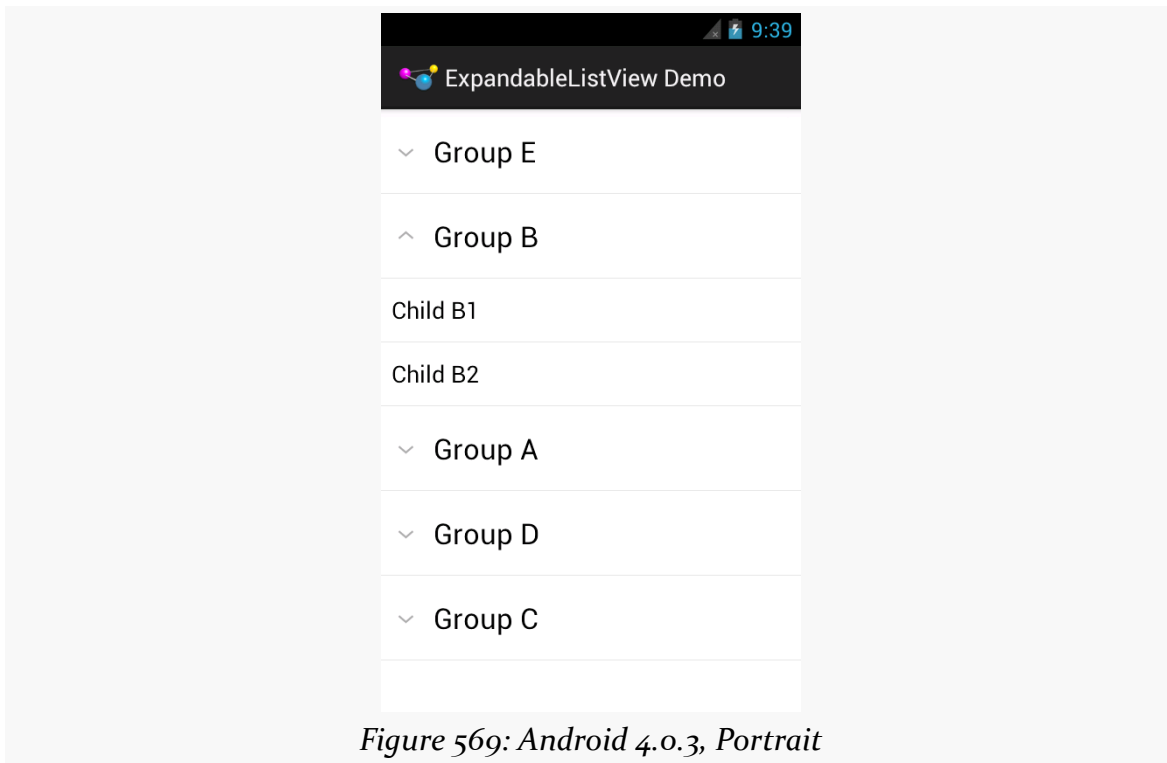 9:39
ExpandableListView Demo
Group E
Group B
Child B1
Child B2
Group A
Group D
Group C
Figure 569: Android 4.0.3, Portrait